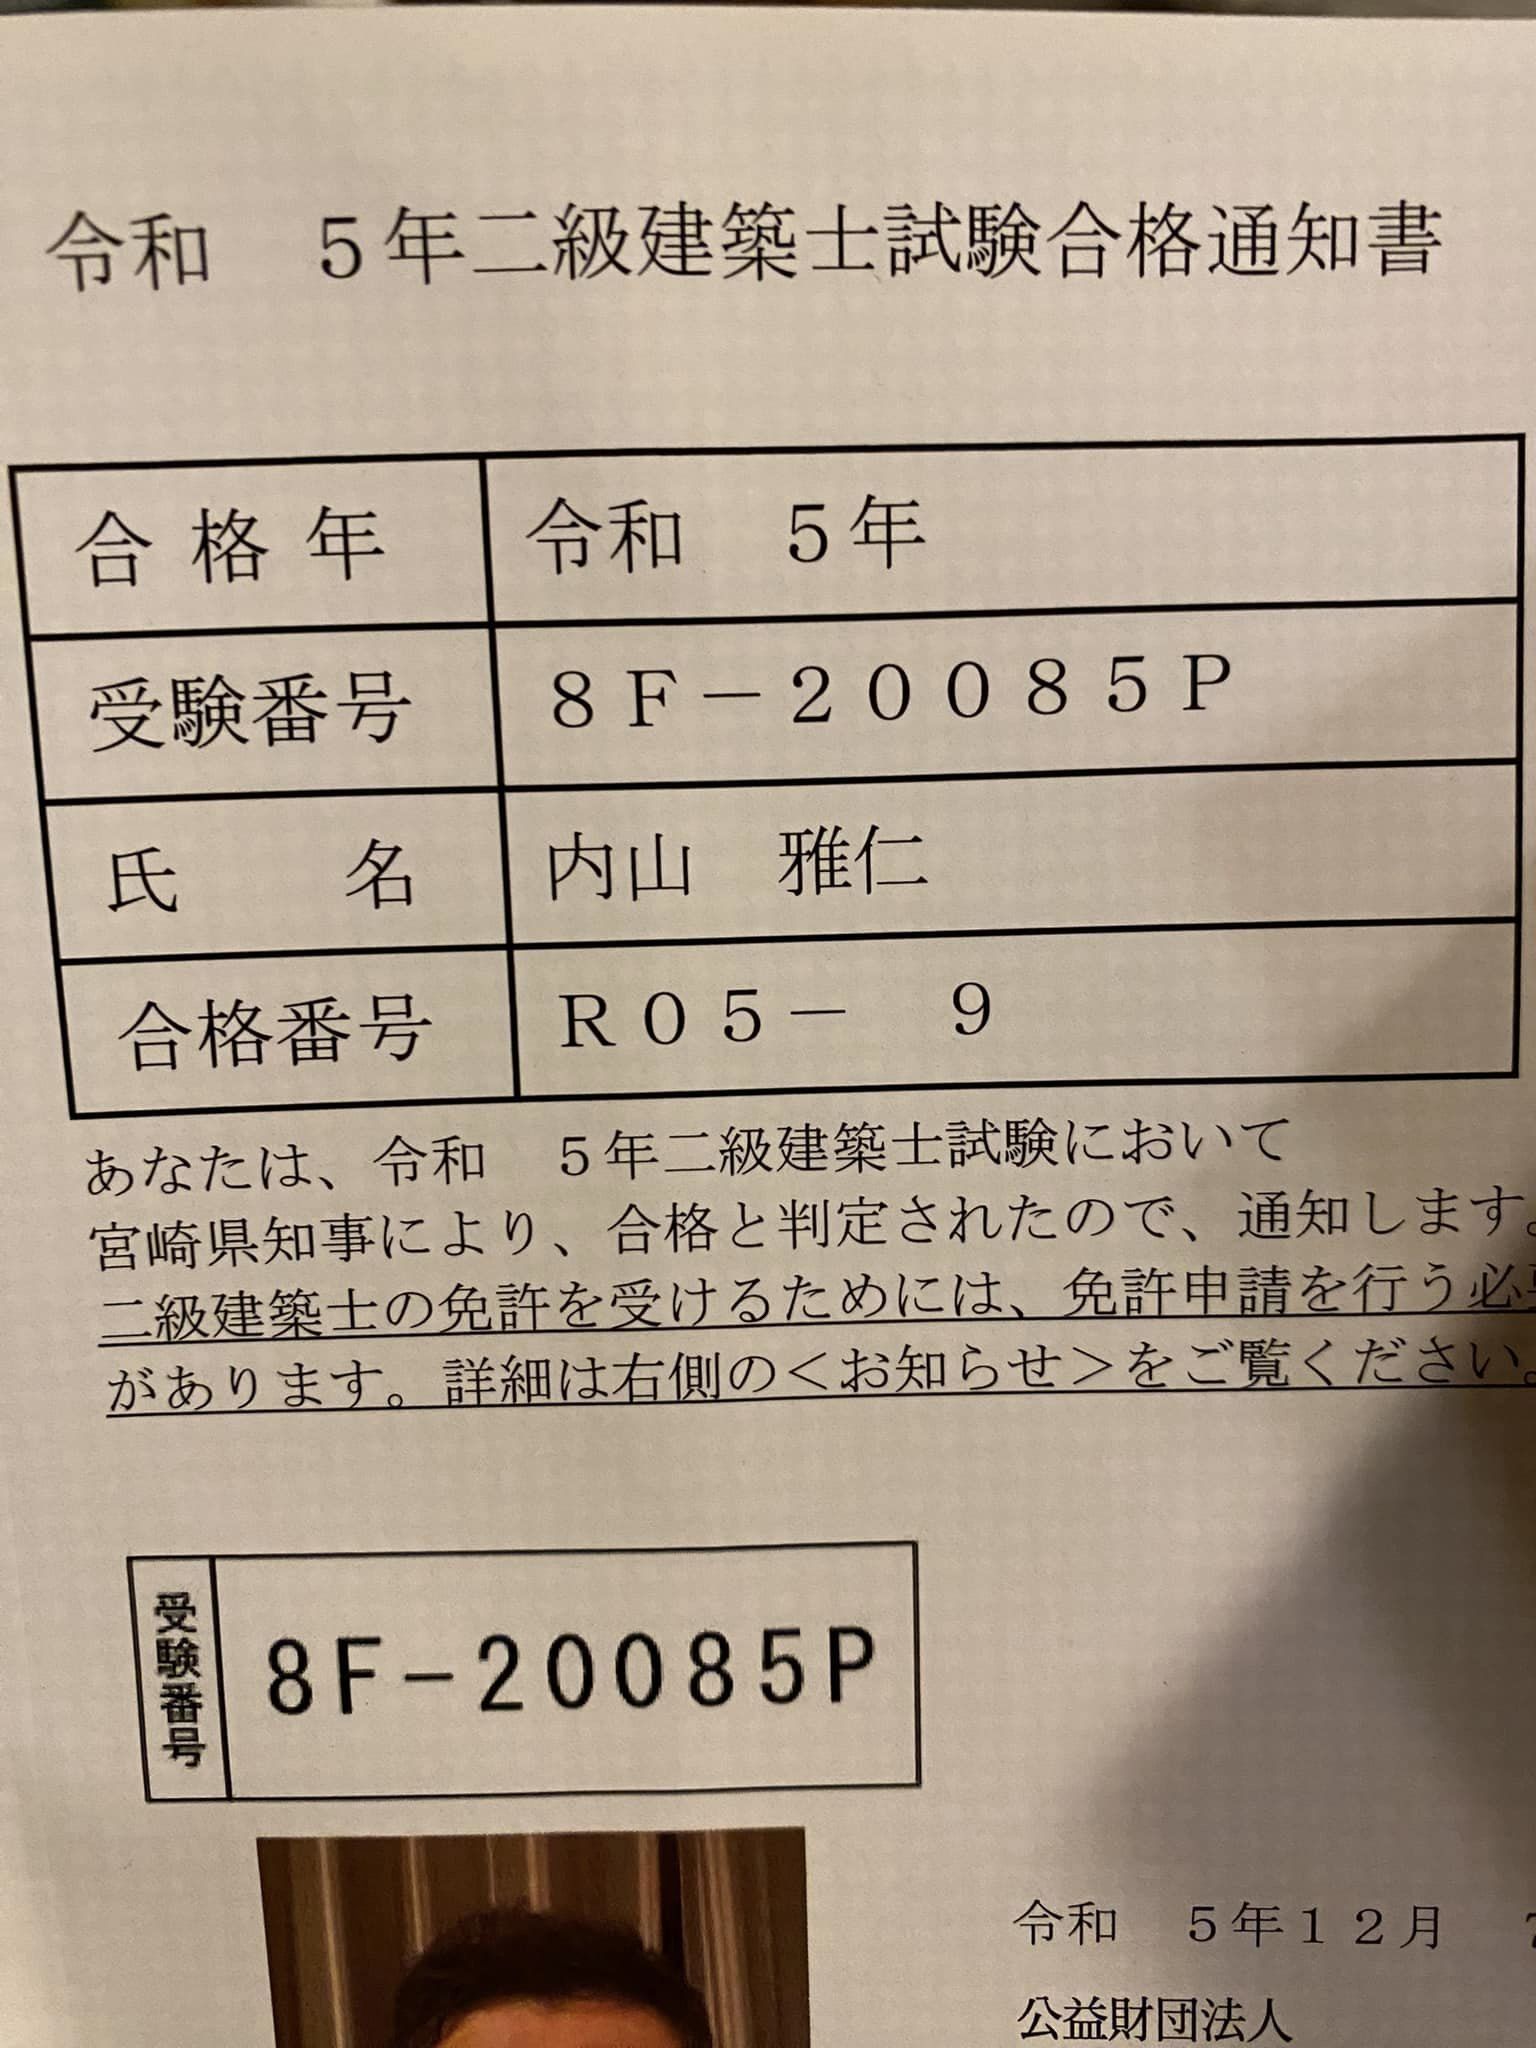 令和　５年二級建築士試験合格通知書
合格年　令和　５年
受験番号　８Ｆ－２００８５Ｐ
氏名　内山　雅仁
合格番号　Ｒ０５－　９
あなたは、令和　５年二級建築士試験において
宮崎県知事により、合格と判定されたので、通知します。
二級建築士の免許を受けるためには、免許申請を行う必要
があります。詳細は右側の＜お知らせ＞をご覧ください。
受験番号　8F-20085P
令和　５年１２月
公益財団法人